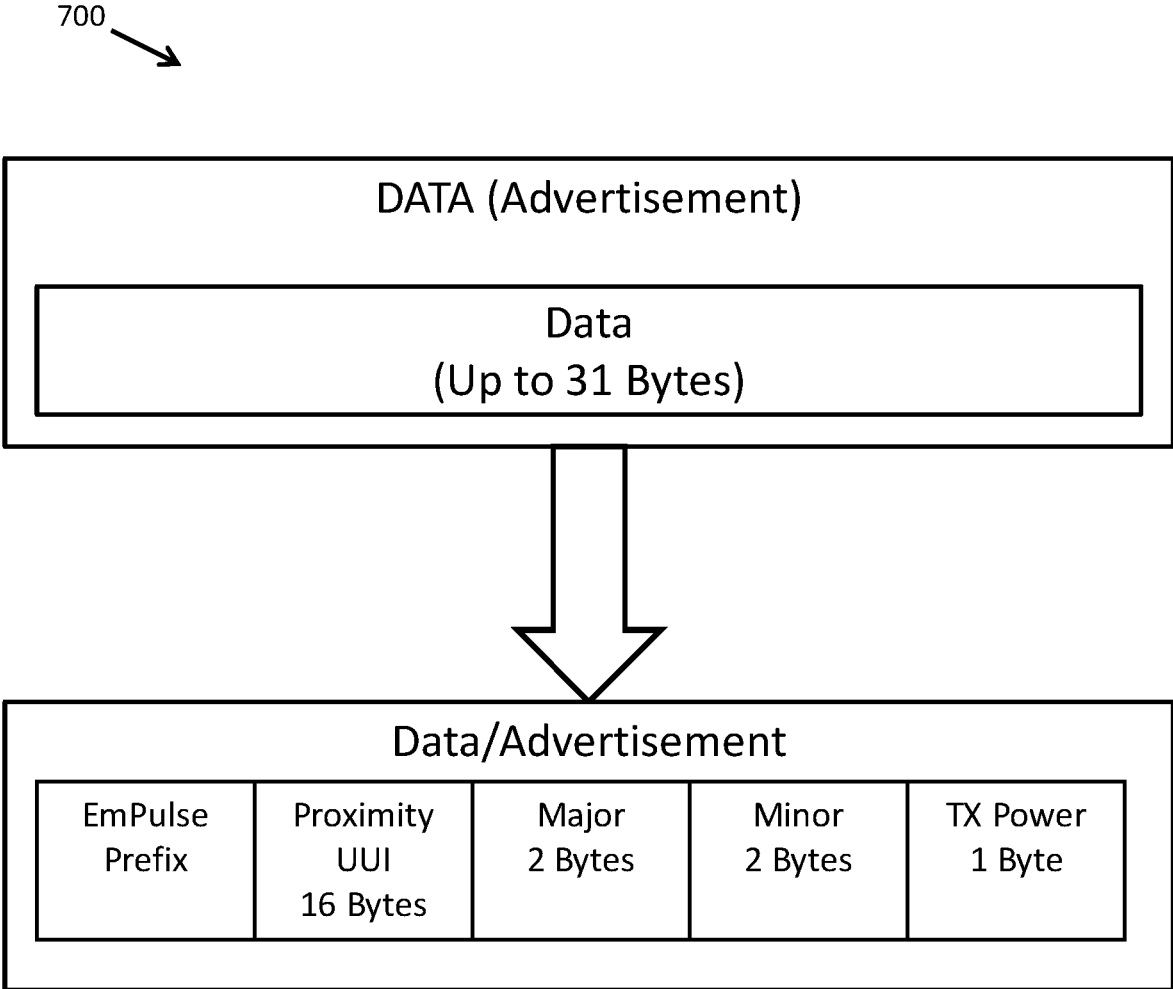 700
DATA (Advertisement)
Data
(Up to 31 Bytes)
Data/Advertisement
EmPulse
Prefix
Proximity
UUI
16 Bytes
Major
2 Bytes
Minor
2 Bytes
TX Power
1 Byte